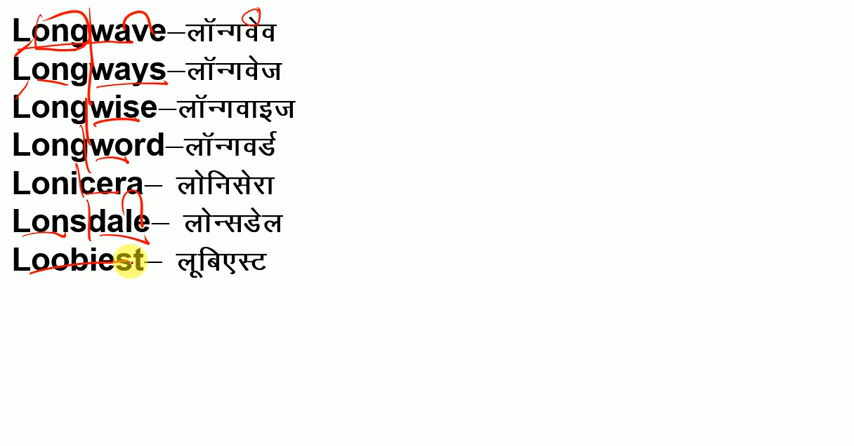 Longwave–लॉन्गवेव
Longways–लॉन्गवेज
Longwise–लॉन्गवाइज
Longword–लॉन्गवर्ड
Lonicera– लोनिसेरा
Lonsdale– लोन्सडेल
Loobiest– लूबिएस्ट